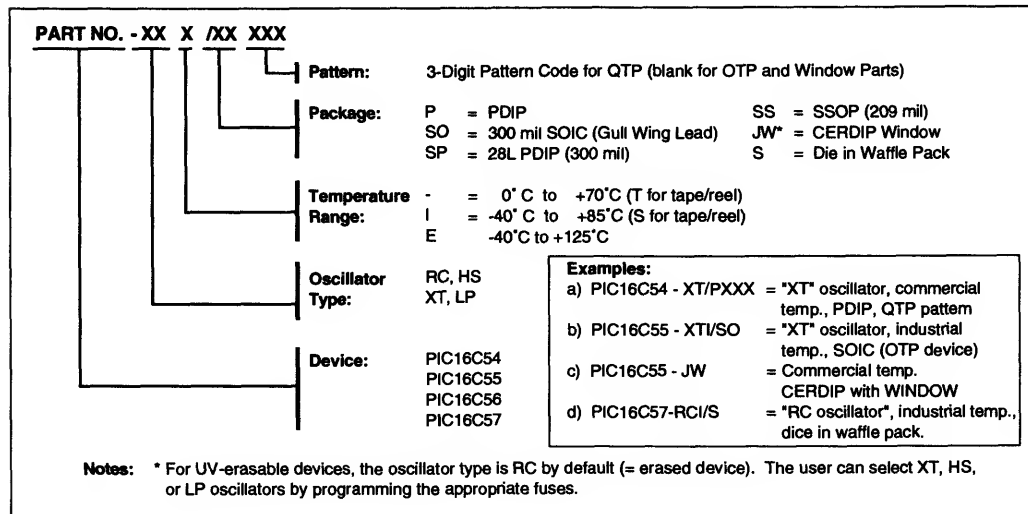 PART NO. - XX X /XX XXX
Pattern: 3-Digit Pattern Code for QTP (blank for OTP and Window Parts)
Package: P = PDIP SS = SSOP (209 mil)
SO = 300 mil SOIC (Gull Wing Lead) JW* = CERDIP Window
SP = 28L PDIP (300 mil) S = Die in Waffle Pack
Temperature - = 0˚ C to +70˚C (T for tape/reel)
Range: I = -40˚ C to +85˚C (S for tape/reel)
E -40˚C to +125˚C
Oscillator RC, HS
Type: XT, LP
Device: PIC16C54
PIC16C55
PIC16C56
PIC16C57
Examples:
a) PIC16C54 - XT/PXXX = "XT" oscillator, commercial
temp., PDIP, QTP pattern
b) PIC16C55 - XTI/SO = "XT" oscillator, industrial
temp., SOIC (OTP device)
c) PIC16C55 - JW = Commercial temp.
CERDIP with WINDOW
d) PIC16C57-RCI/S = "RC oscillator", industrial temp.,
dice in waffle pack.
Notes: * For UV-erasable devices, the oscillator type is RC by default (= erased device). The user can select XT, HS,
or LP oscillators by programming the appropriate fuses.